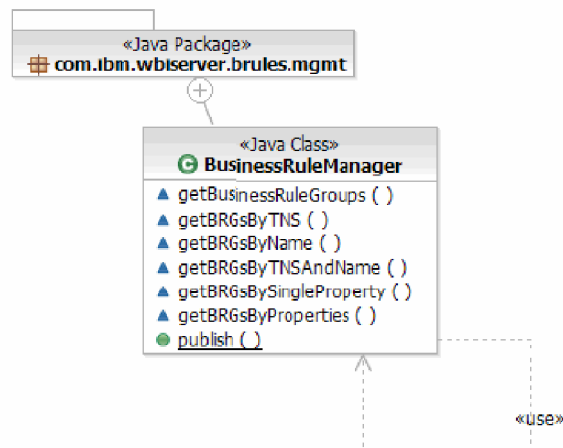 «Java Package»
com.ibm.wbiserver.brules.mgmt
«Java Class»
BusinessRuleManager
getBusinessRuleGroups ( )
getBRGsByTNS ( )
getBRGsByName ( )
getBRGsByTNSAndName ( )
getBRGsBySingleProperty ( )
getBRGsByProperties ( )
publish ( )
«use»